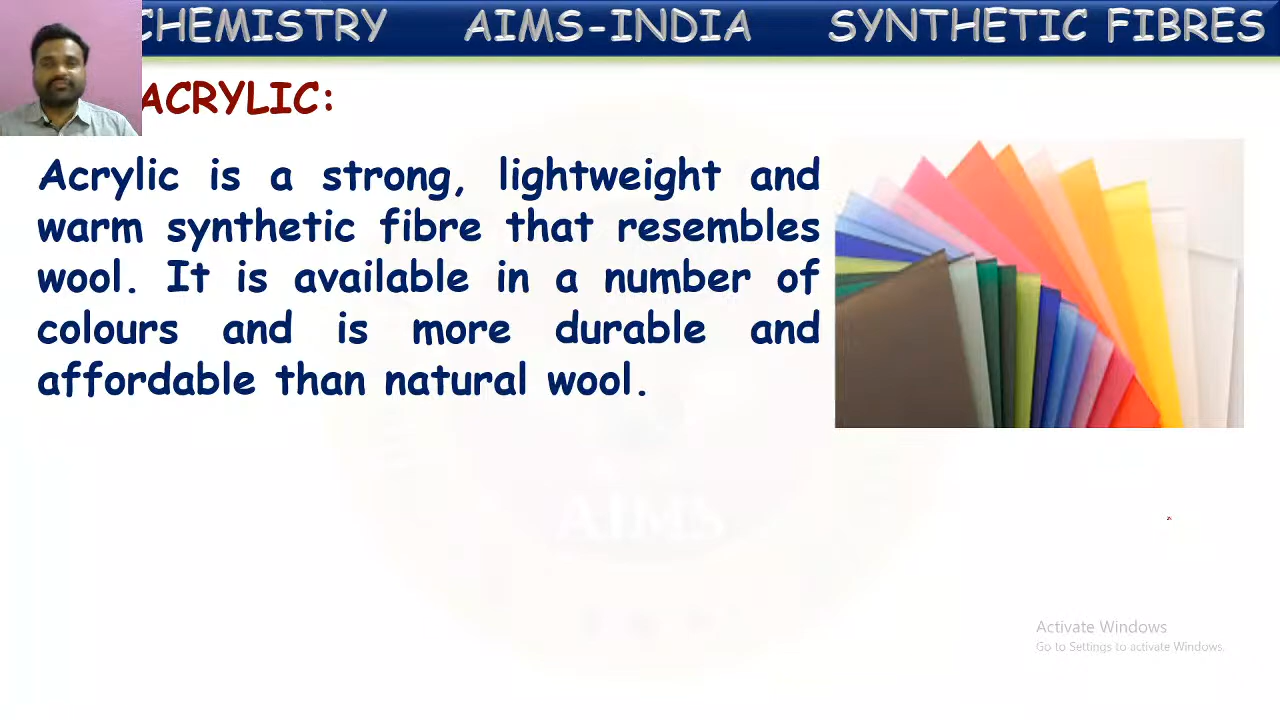 CHEMISTRY AIMS-INDIA SYNTHETIC FIBRES
ACRYLIC:
Acrylic is a strong, lightweight and
warm synthetic fibre that resembles
wool. It is available in a number of
colours and is more durable and
affordable than natural wool.
AIMS
Activate Windows
Go to Settings to activate Windows.